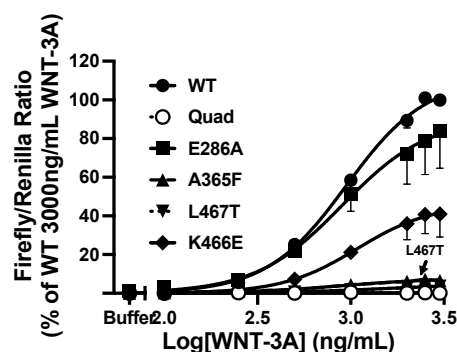 Firefly/Renilla Ratio
(% of WT 3000ng/mL WNT-3A)
120
100
80
60
40
20
WT
Quad
E286A
A365F
L467T
K466E
L467T
Buffer 2.0 2.5 3.0 3.5
Log[WNT-3A] (ng/mL)